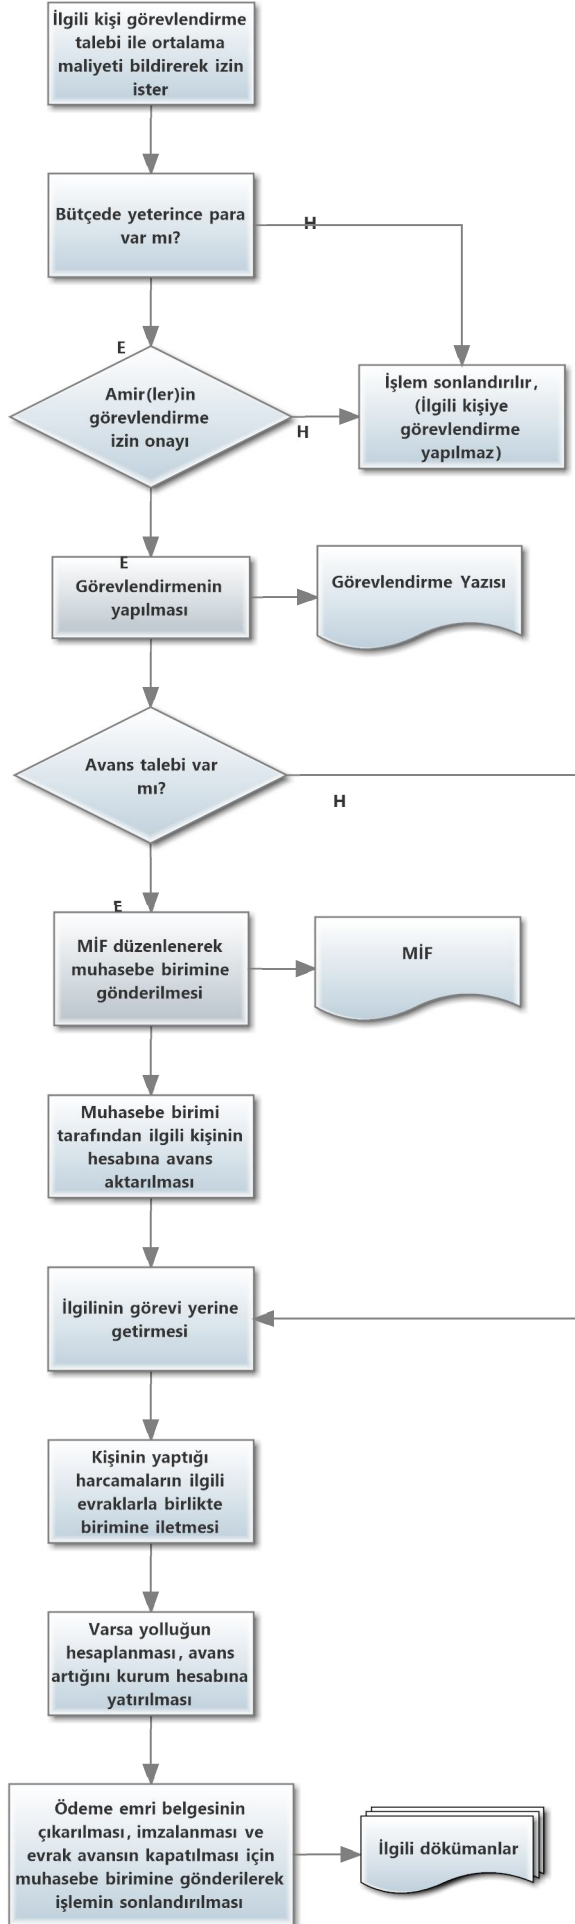 İlgili kişi görevlendirme
talebi ile ortalama
maliyeti bildirerek izin
ister
Bütçede yeterince para
var mı?
H
E
Amir(ler)in
görevlendirme
izin onayı
H
İşlem sonlandırılır,
(İlgili kişiye
görevlendirme
yapılmaz)
E
Görevlendirmenin
yapılması
Görevlendirme Yazısı
Avans talebi var
mı?
H
E
MİF düzenlenerek
muhasebe birimine
gönderilmesi
MİF
Muhasebe birimi
tarafından ilgili kişinin
hesabına avans
aktarılması
İlgilinin görevi yerine
getirmesi
Kişinin yaptığı
harcamaların ilgili
evraklarla birlikte
birimine iletmesi
Varsa yolluğun
hesaplanması, avans
artığını kurum hesabına
yatırılması
Ödeme emri belgesinin
çıkarılması, imzalanması ve
evrak avansın kapatılması için
muhasebe birimine gönderilerek
işlemin sonlandırılması
İlgili dökümanlar